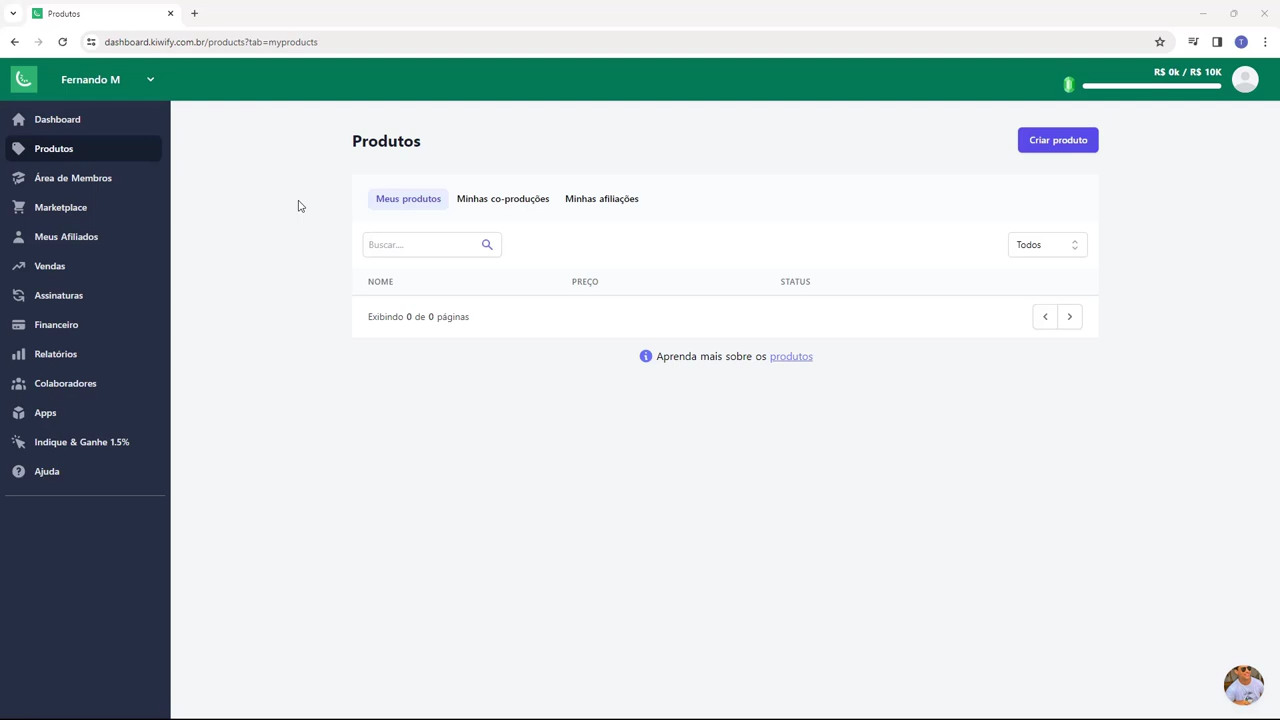 Produtos
dashboard.kiwify.com.br/products?tab=myproducts
T
Fernando M
R$ 0k / R$ 10K
Dashboard
Produtos
Área de Membros
Marketplace
Meus Afiliados
Vendas
Assinaturas
Financeiro
Relatórios
Colaboradores
Apps
Indique & Ganhe 1.5%
Ajuda
Produtos
Criar produto
Meus produtos Minhas co-produções Minhas afiliações
Buscar....
Todos
NOME PREÇO STATUS
Exibindo 0 de 0 páginas
Aprenda mais sobre os produtos